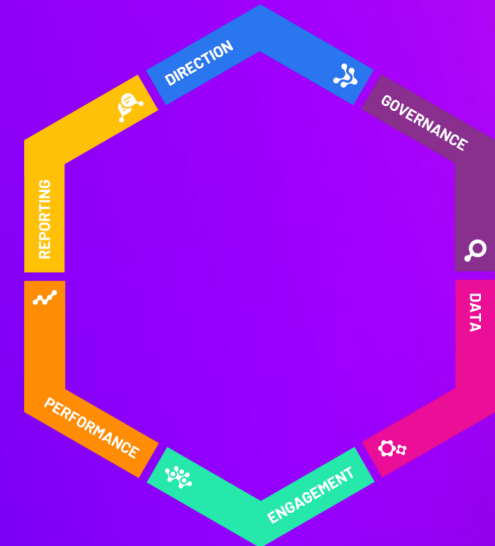 DIRECTION
GOVERNANCE
DATA
ENGAGEMENT
PERFORMANCE
REPORTING